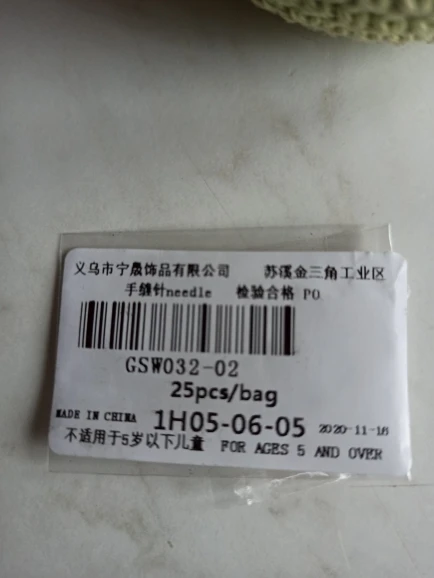 义乌市宁晟饰品有限公司 苏溪金三角工业区
手缝针needle 检验合格 PO
GSW032-02
25pcs/bag
MADE IN CHINA 1H05-06-05 2020-11-16
不适用于5岁以下儿童 FOR AGES 5 AND OVER